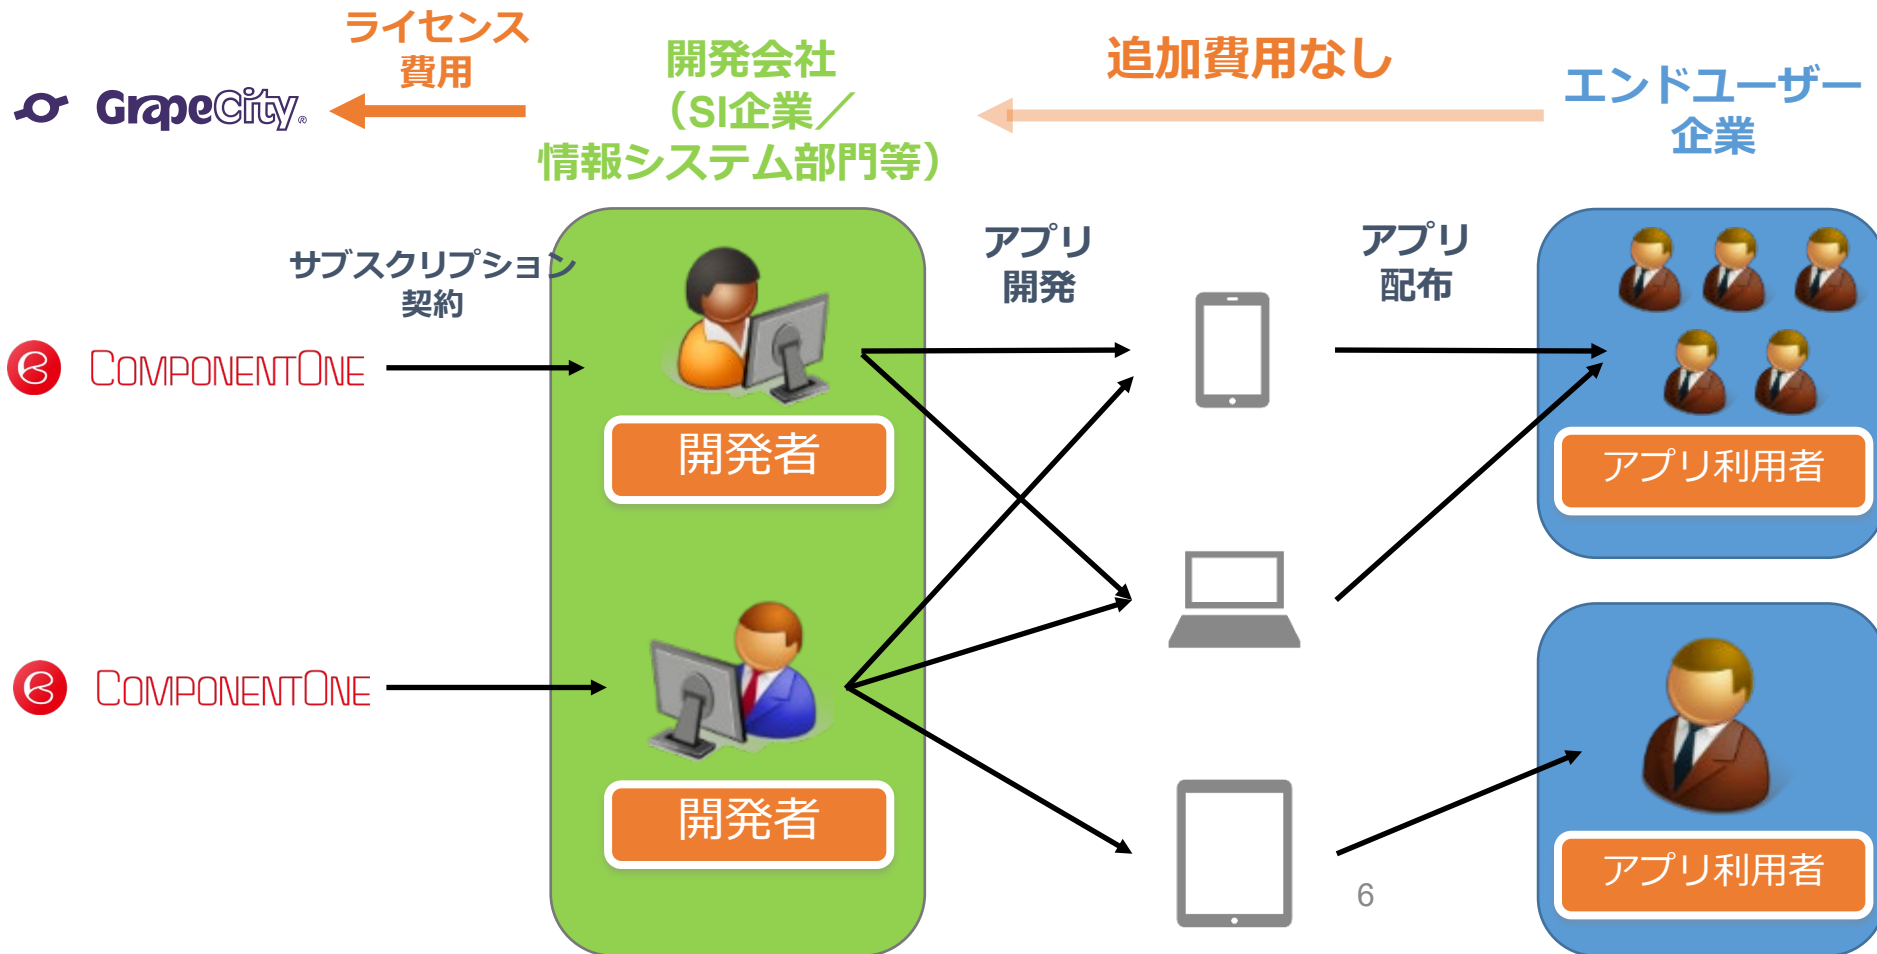 ライセンス
費用
GrapeCity®
開発会社
（SI企業／
情報システム部門等）
追加費用なし
エンドユーザー
企業
サブスクリプション
契約
アプリ
開発
アプリ
配布
COMPONENTONE
開発者
アプリ利用者
COMPONENTONE
開発者
アプリ利用者
6